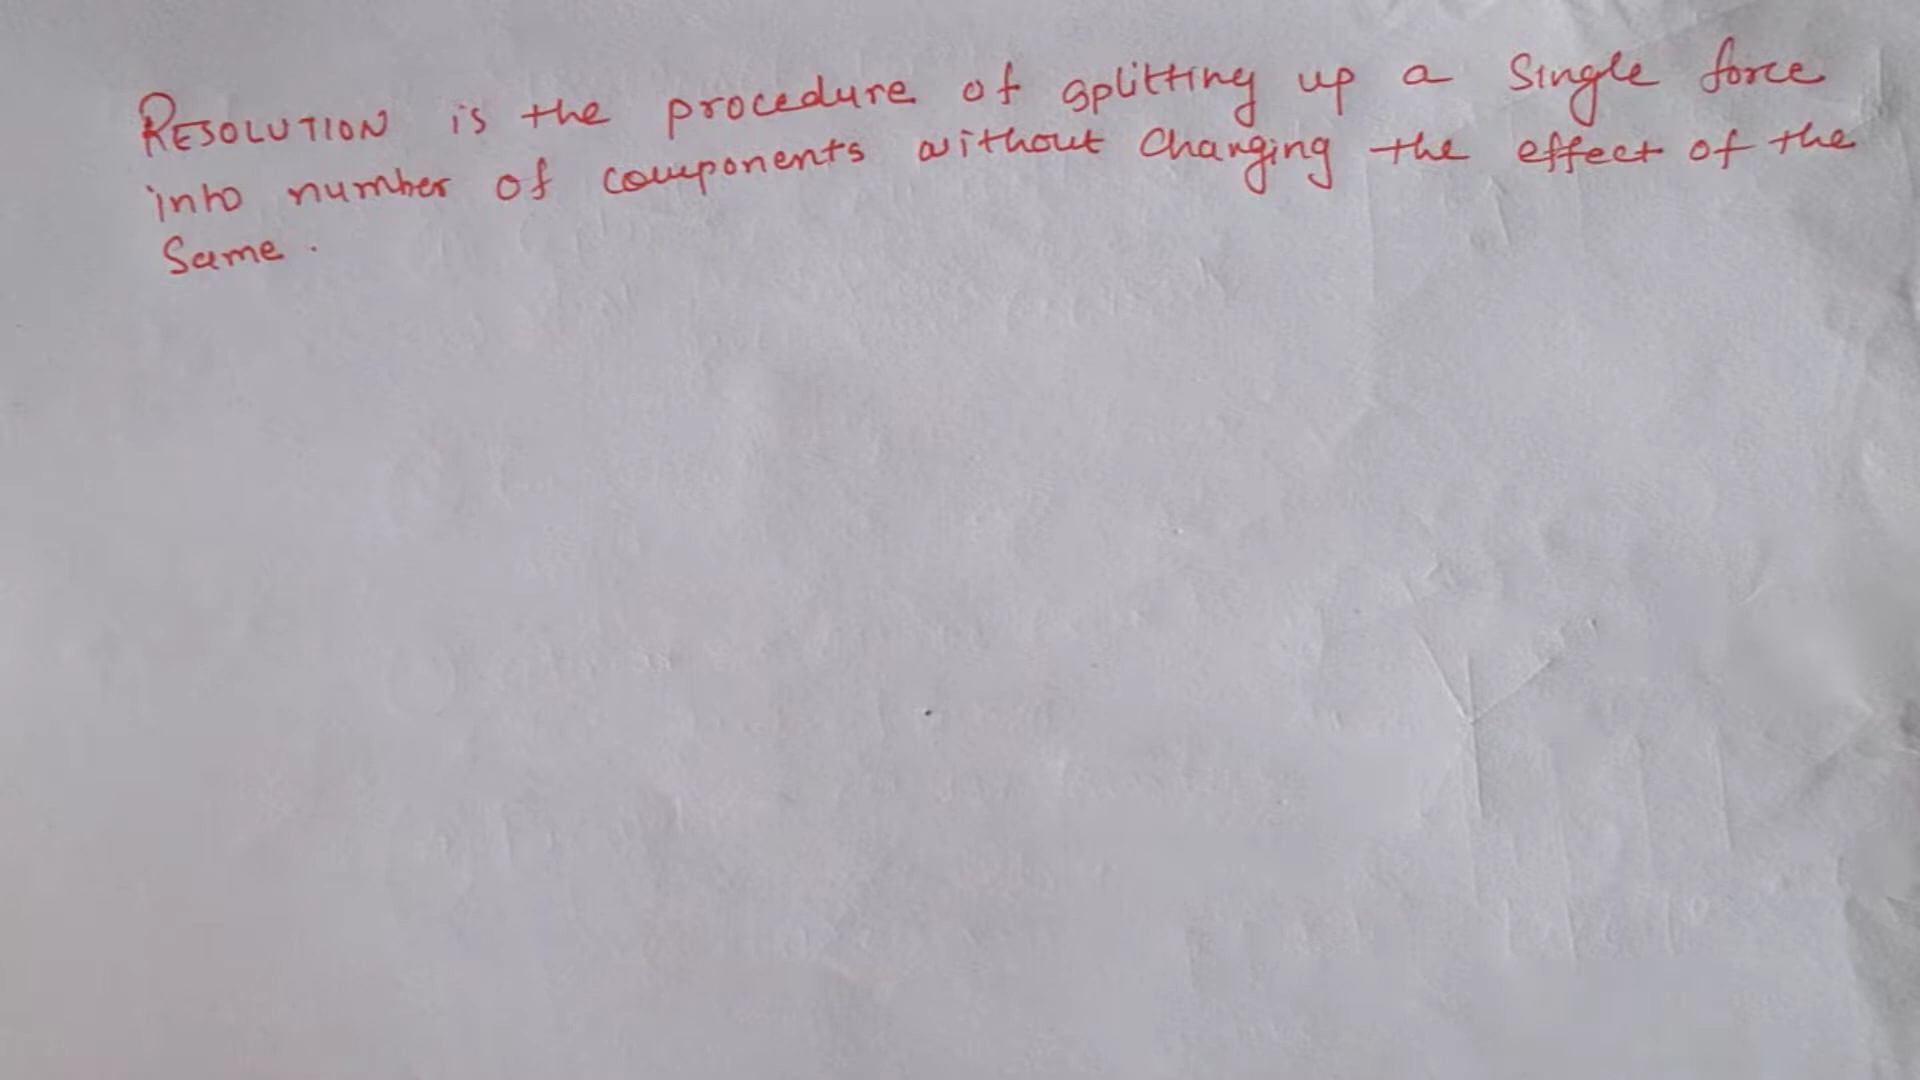 RESOLUTION is the procedure of splitting up a Single force
into number of components without Changing the effect of the
Same.